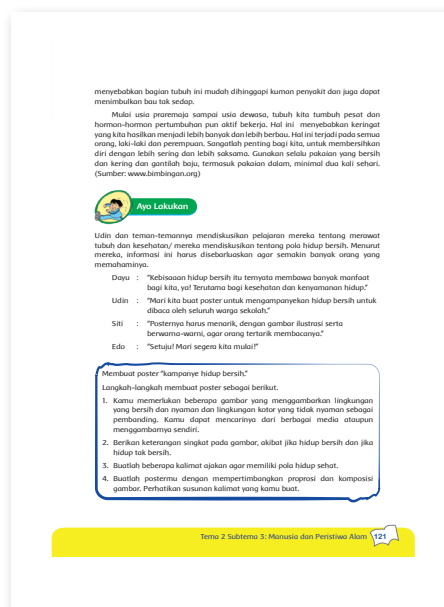 menyebabkan bagian tubuh ini mudah dihinggapi kuman penyakit dan juga dapat
menimbulkan bau tak sedap.
Mulai usia praremaja sampai usia dewasa, tubuh kita tumbuh pesat dan
hormon-hormon pertumbuhan pun aktif bekerja. Hal ini menyebabkan keringat
yang kita hasilkan menjadi lebih banyak dan lebih berbau. Hal ini terjadi pada semua
orang, laki-laki dan perempuan. Sangatlah penting bagi kita, untuk membersihkan
diri dengan lebih sering dan lebih saksama. Gunakan selalu pakaian yang bersih
dan kering dan gantilah baju, termasuk pakaian dalam, minimal dua kali sehari.
(Sumber: www.bimbingan.org)
Ayo Lakukan
Udin dan teman-temannya mendiskusikan pelajaran mereka tentang merawat
tubuh dan kesehatan/ mereka mendiskusikan tentang pola hidup bersih. Menurut
mereka, informasi ini harus disebarluaskan agar semakin banyak orang yang
memahaminya.
Dayu : "Kebisaaan hidup bersih itu ternyata membawa banyak manfaat
bagi kita, ya! Terutama bagi kesehatan dan kenyamanan hidup."
Udin : "Mari kita buat poster untuk mengampanyekan hidup bersih untuk
dibaca oleh seluruh warga sekolah."
Siti : "Posternya harus menarik, dengan gambar ilustrasi serta
berwarna-warni, agar orang tertarik membacanya."
Edo : "Setuju! Mari segera kita mulai!"
Membuat poster "kampanye hidup bersih."
Langkah-langkah membuat poster sebagai berikut.
1. Kamu memerlukan beberapa gambar yang menggambarkan lingkungan
yang bersih dan nyaman dan lingkungan kotor yang tidak nyaman sebagai
pembanding. Kamu dapat mencarinya dari berbagai media ataupun
menggambarnya sendiri.
2. Berikan keterangan singkat pada gambar, akibat jika hidup bersih dan jika
hidup tak bersih.
3. Buatlah beberapa kalimat ajakan agar memiliki pola hidup sehat.
4. Buatlah postermu dengan mempertimbangkan proprosi dan komposisi
gambar. Perhatikan susunan kalimat yang kamu buat.
Tema 2 Subtema 3: Manusia dan Peristiwa Alam 121